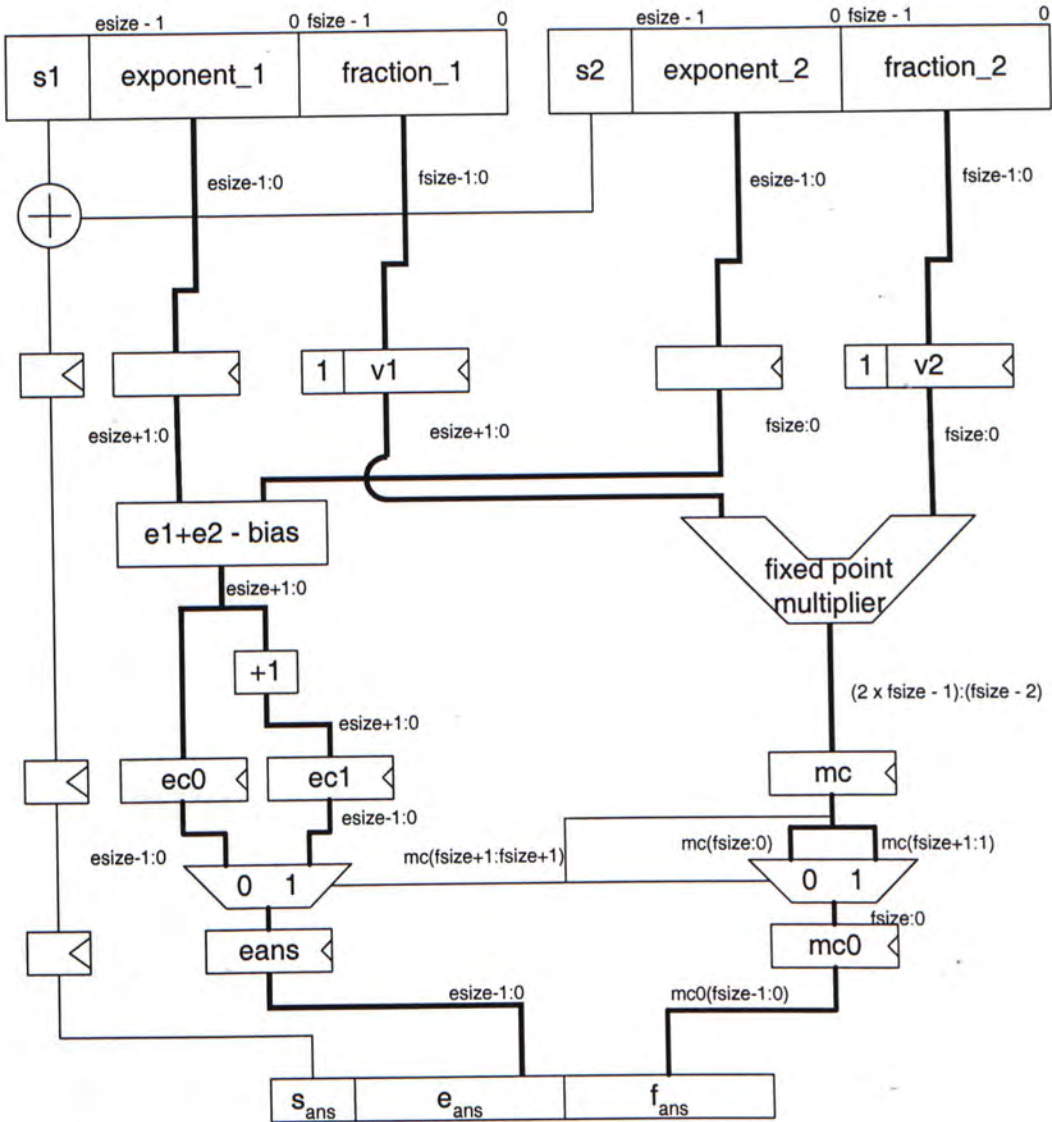 esize - 1 0 fsize - 1 0 esize - 1 0 fsize - 1 0
s1 exponent_1 fraction_1 s2 exponent_2 fraction_2
esize-1:0 fsize-1:0 esize-1:0 fsize-1:0
1 v1 1 v2
esize+1:0 esize+1:0 fsize:0 fsize:0
e1+e2 - bias
fixed point
multiplier
esize+1:0
+1
(2 x fsize - 1):(fsize - 2)
esize+1:0
ec0 ec1 mc
esize-1:0
esize-1:0 mc(fsize+1:fsize+1) mc(fsize:0) mc(fsize+1:1)
0 1 0 1
fsize:0
eans mc0
esize-1:0 mc0(fsize-1:0)
s_ans e_ans f_ans